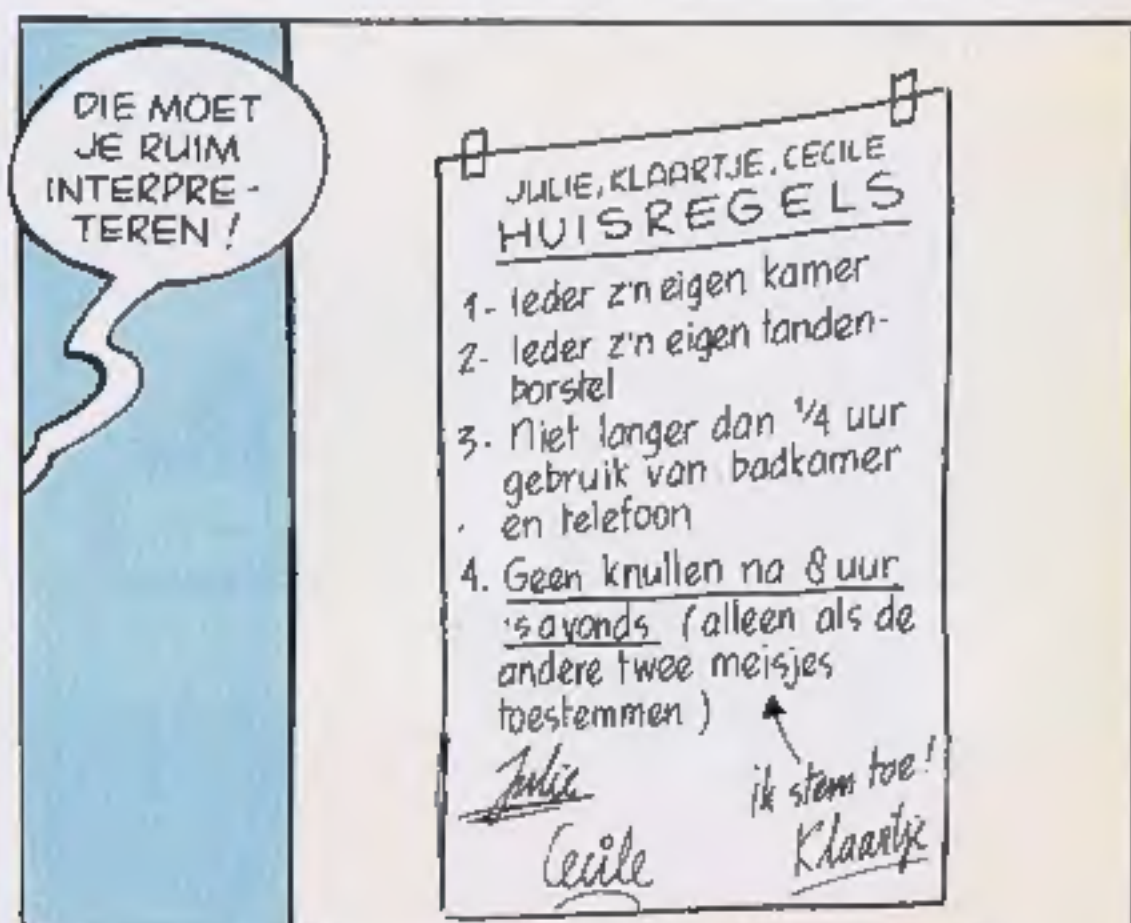 DIE MOET
JE RUIM
INTERPRE-
TEREN!
JULIE, KLAARTJE, CECILE
HUISREGELS
1- Ieder z'n eigen kamer
2- Ieder z'n eigen tanden-
borstel
3. Niet langer dan 1/4 uur
gebruik van badkamer
en telefoon
4. Geen knullen na 8 uur
's avonds (alleen als de
andere twee meisjes
toestemmen)
ik stem toe!
Julie
Cecile
Klaartje